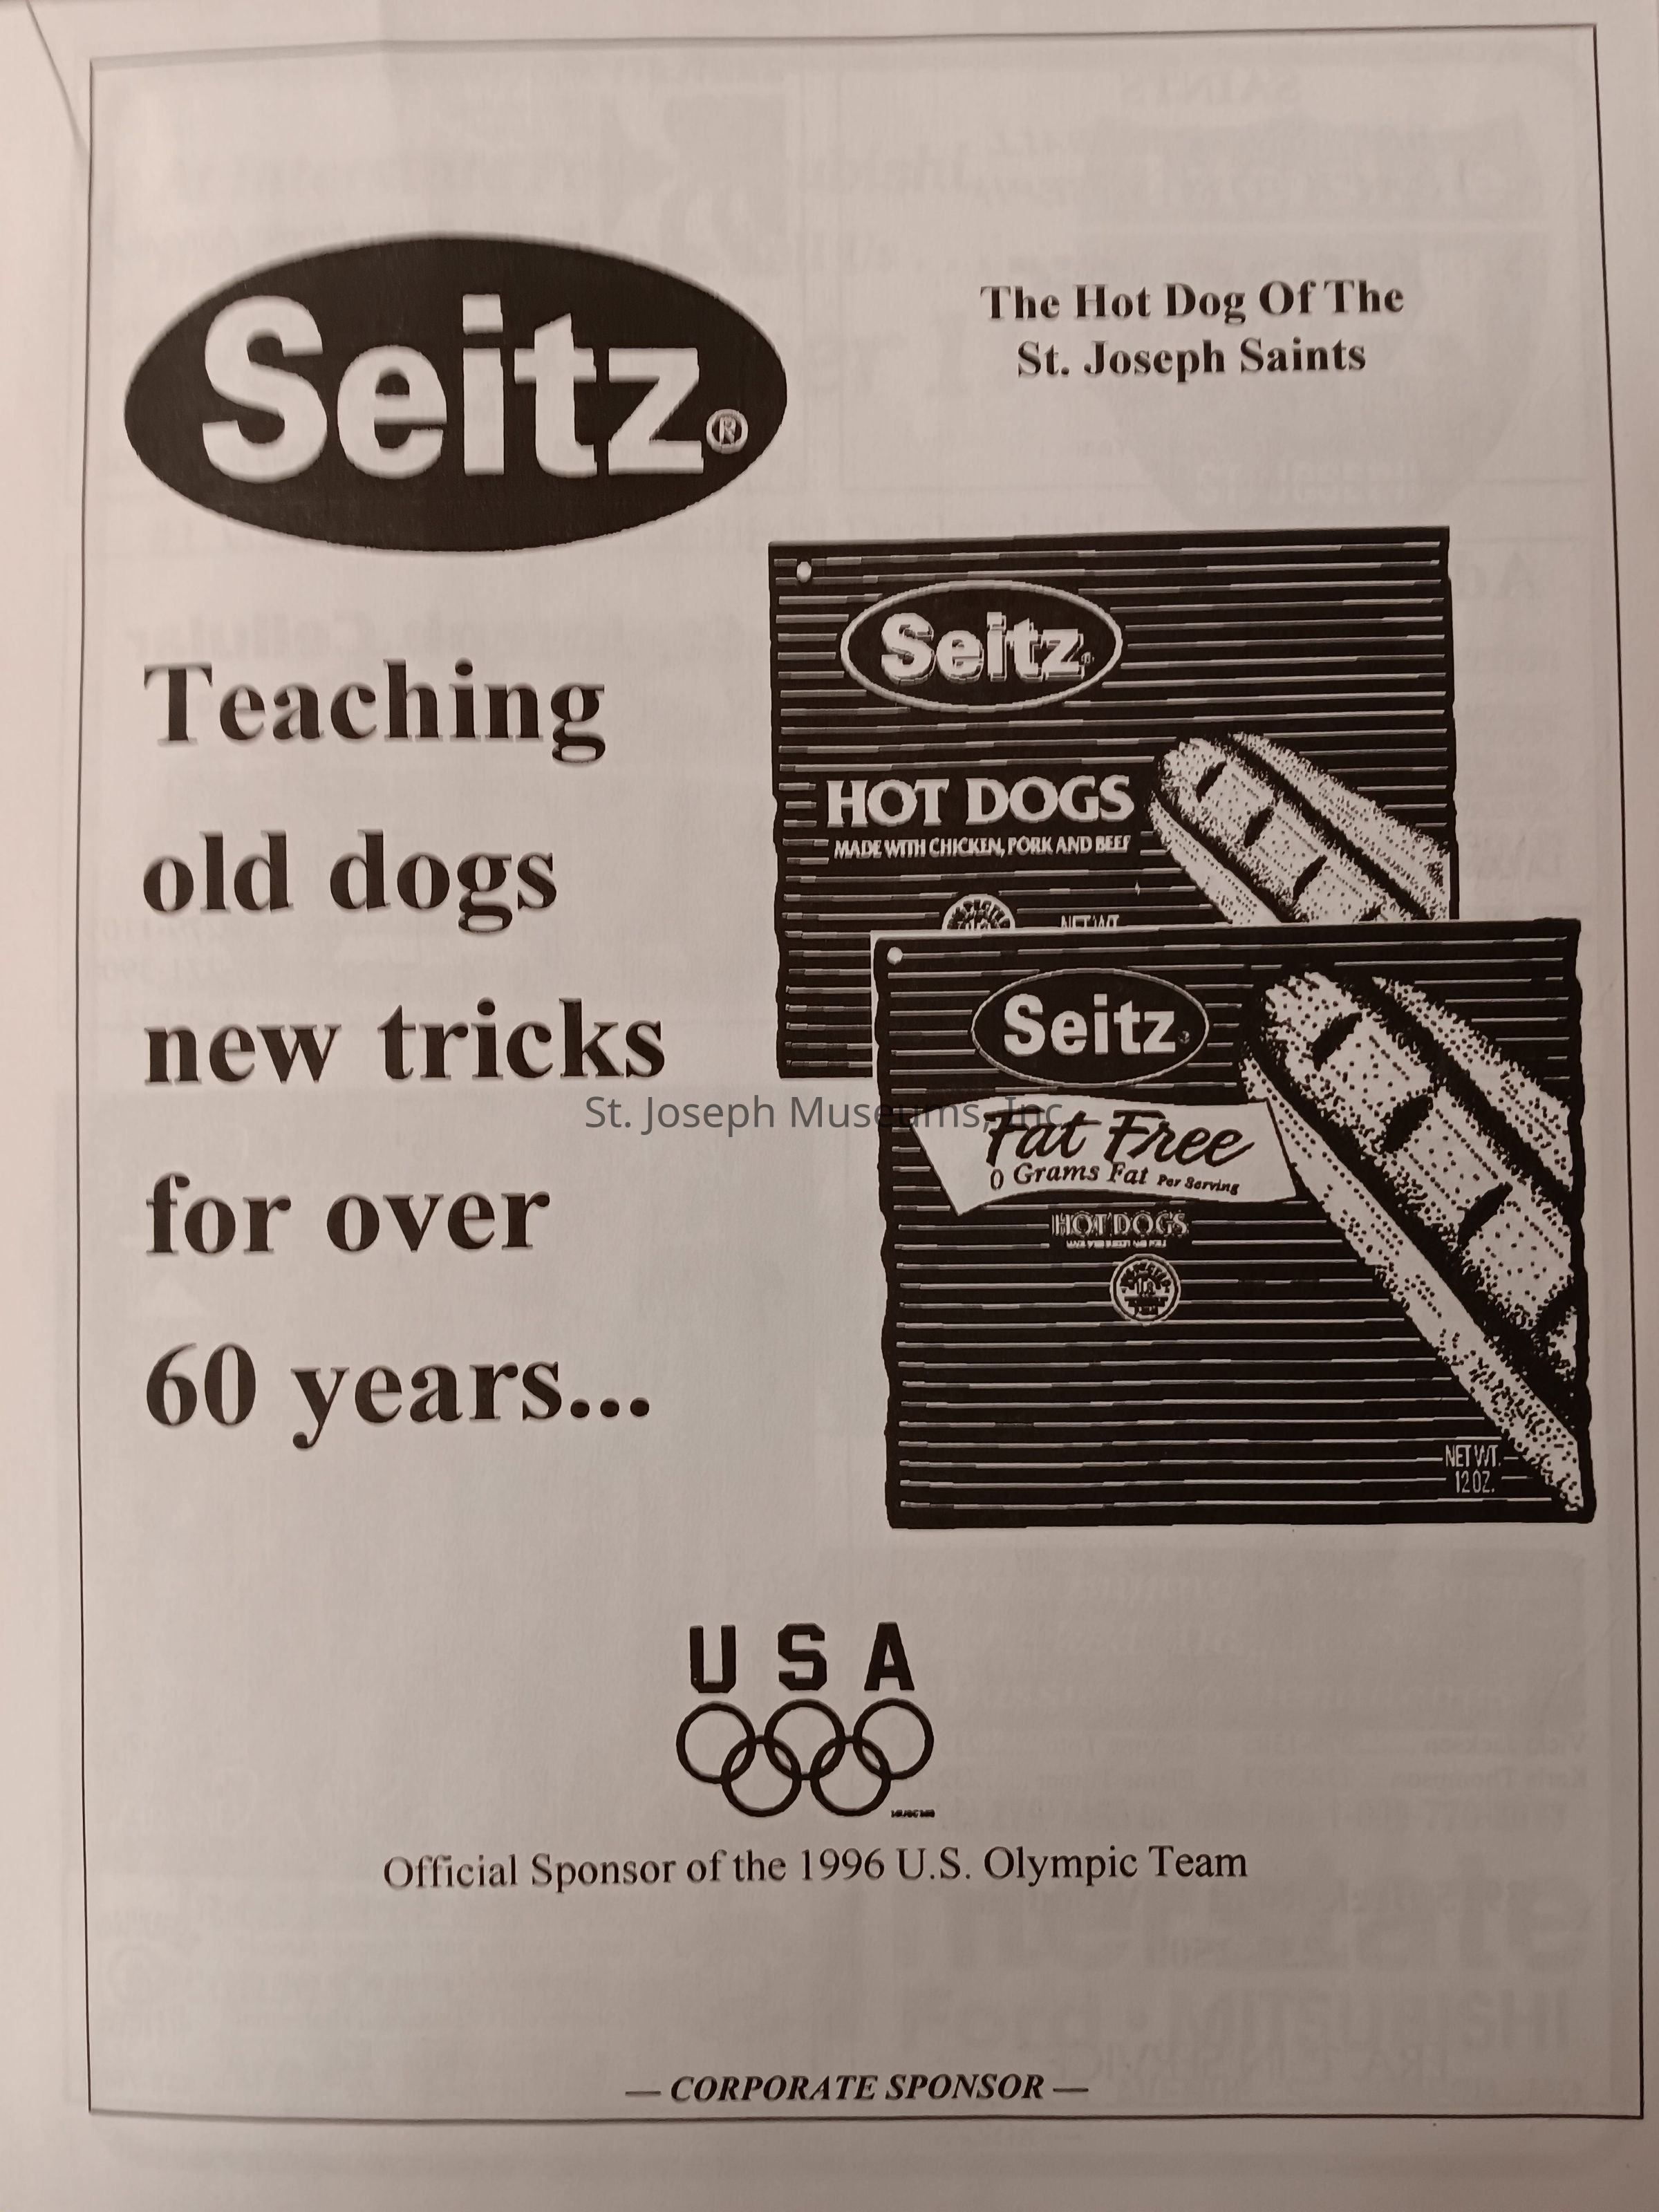 Seitz®
The Hot Dog Of The
St. Joseph Saints
Teaching
old dogs
new tricks
for over
60 years...
Seitz
HOT DOGS
MADE WITH CHICKEN, PORK AND BEEF
NET WT.
Seitz
Fat Free
0 Grams Fat Per Serving
HOT DOGS
NET WT.
12 OZ.
St. Joseph Museums, Inc.
USA
Official Sponsor of the 1996 U.S. Olympic Team
— CORPORATE SPONSOR —